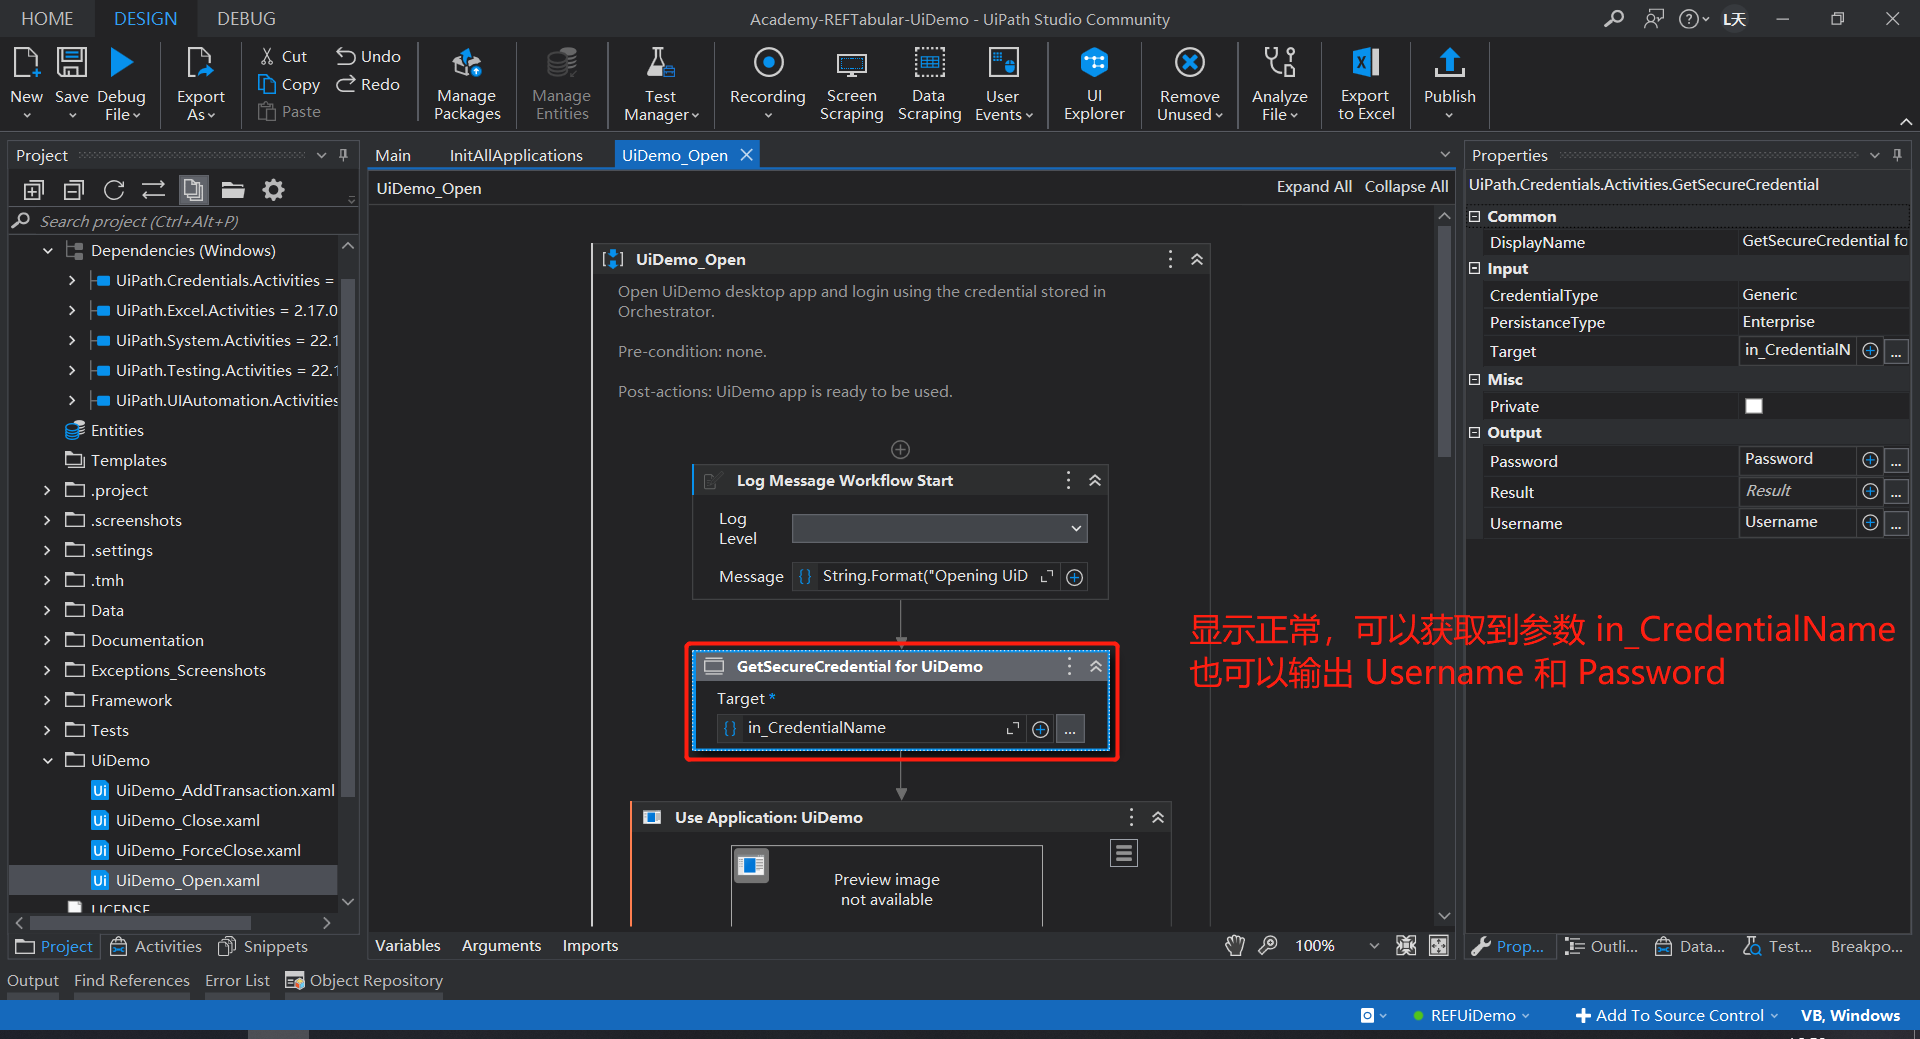 HOME DESIGN DEBUG
Academy-REFTabular-UiDemo - UiPath Studio Community
L天
New
Save
Debug File
Export As
Cut
Copy
Paste
Undo
Redo
Manage Packages
Manage Entities
Test Manager
Recording
Screen Scraping
Data Scraping
User Events
UI Explorer
Remove Unused
Analyze File
Export to Excel
Publish
Project
Search project (Ctrl+Alt+P)
Dependencies (Windows)
UiPath.Credentials.Activities =
UiPath.Excel.Activities = 2.17.0
UiPath.System.Activities = 22.1
UiPath.Testing.Activities = 22.1
UiPath.UIAutomation.Activities
Entities
Templates
.project
.screenshots
.settings
.tmh
Data
Documentation
Exceptions_Screenshots
Framework
Tests
UiDemo
UiDemo_AddTransaction.xaml
UiDemo_Close.xaml
UiDemo_ForceClose.xaml
UiDemo_Open.xaml
LICENSE
Project Activities Snippets
Main InitAllApplications UiDemo_Open
UiDemo_Open
Expand All Collapse All
UiDemo_Open
Open UiDemo desktop app and login using the credential stored in
Orchestrator.
Pre-condition: none.
Post-actions: UiDemo app is ready to be used.
Log Message Workflow Start
Log
Level
Message String.Format("Opening UiD
GetSecureCredential for UiDemo
Target *
in_CredentialName
...
Use Application: UiDemo
Preview image
not available
显示正常，可以获取到参数 in_CredentialName
也可以输出 Username 和 Password
Variables Arguments Imports
100%
Properties
UiPath.Credentials.Activities.GetSecureCredential
Common
DisplayName GetSecureCredential fo
Input
CredentialType Generic
PersistanceType Enterprise
Target in_CredentialN ...
Misc
Private
Output
Password Password ...
Result Result ...
Username Username ...
Prop... Outli... Data... Test... Breakpo...
Output Find References Error List Object Repository
REFUiDemo Add To Source Control VB, Windows